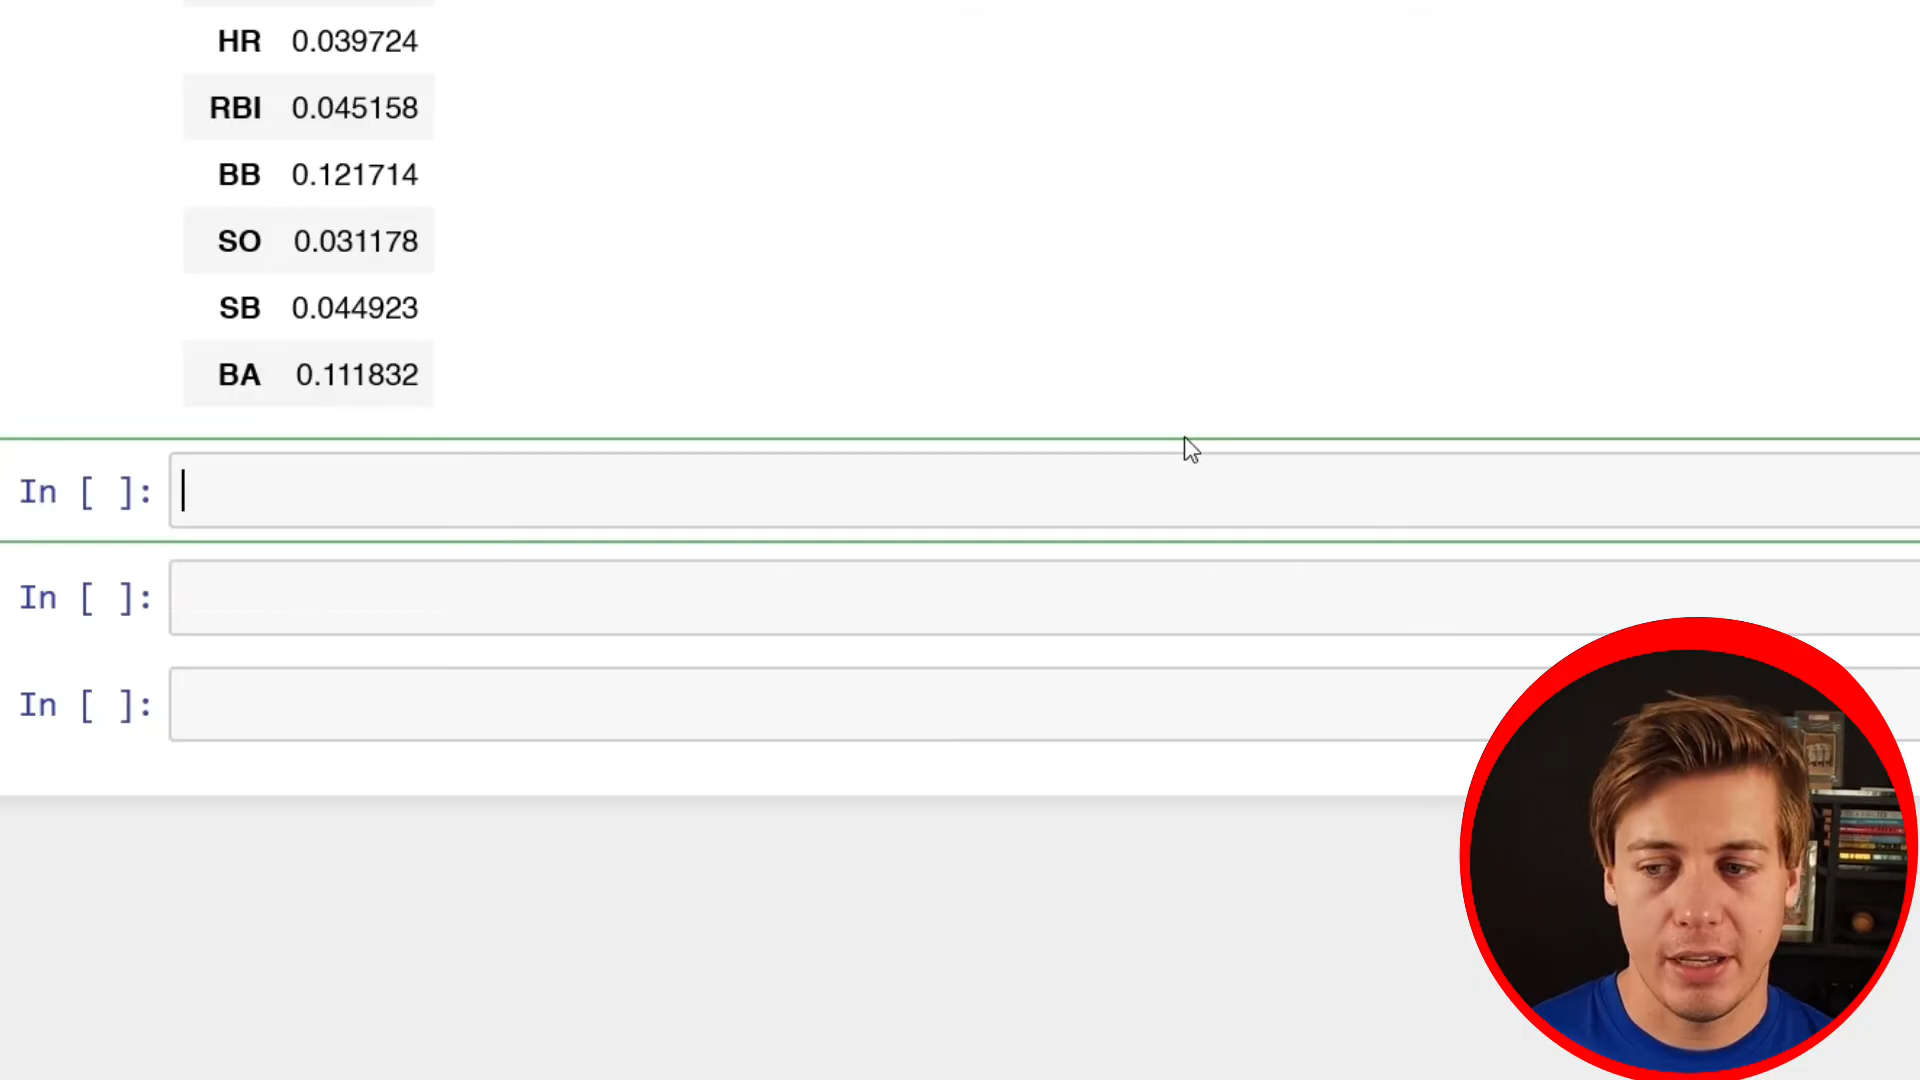 HR 0.039724
RBI 0.045158
BB 0.121714
SO 0.031178
SB 0.044923
BA 0.111832
In [ ]:
In [ ]:
In [ ]: